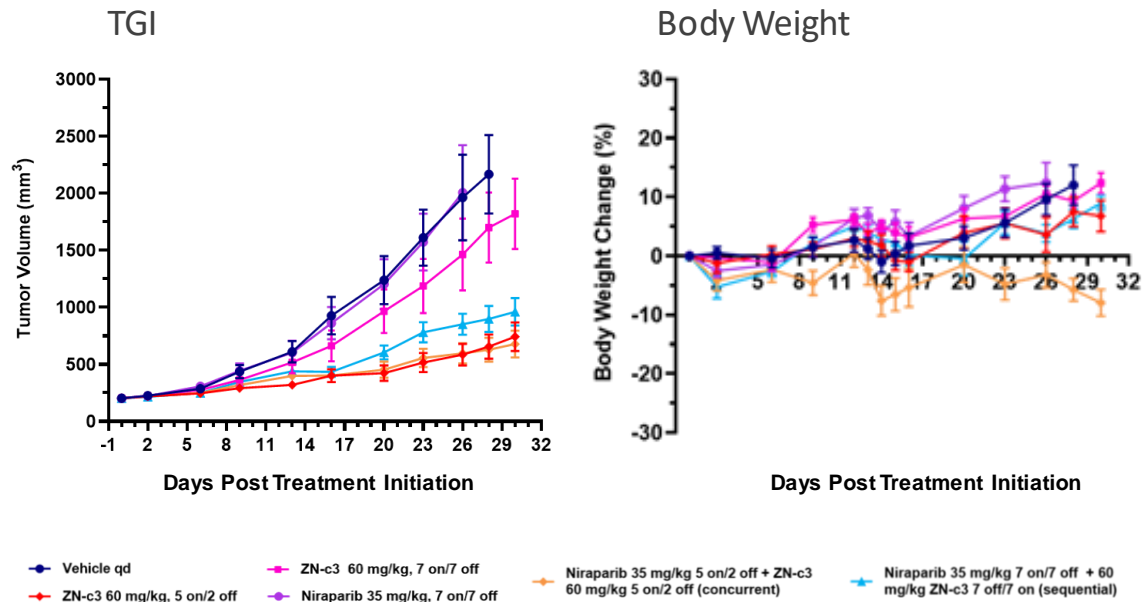 TGI
Body Weight
3000
2500
2000
1500
1000
500
0
Tumor Volume (mm³)
-1 2 5 8 11 14 17 20 23 26 29 32
Days Post Treatment Initiation
30
20
10
0
-10
-20
-30
Body Weight Change (%)
2 5 8 11 14 17 20 23 26 29 32
Days Post Treatment Initiation
Vehicle qd
ZN-c3 60 mg/kg, 5 on/2 off
ZN-c3 60 mg/kg, 7 on/7 off
Niraparib 35 mg/kg, 7 on/7 off
Niraparib 35 mg/kg 5 on/2 off + ZN-c3
60 mg/kg 5 on/2 off (concurrent)
Niraparib 35 mg/kg 7 on/7 off + 60
mg/kg ZN-c3 7 off/7 on (sequential)